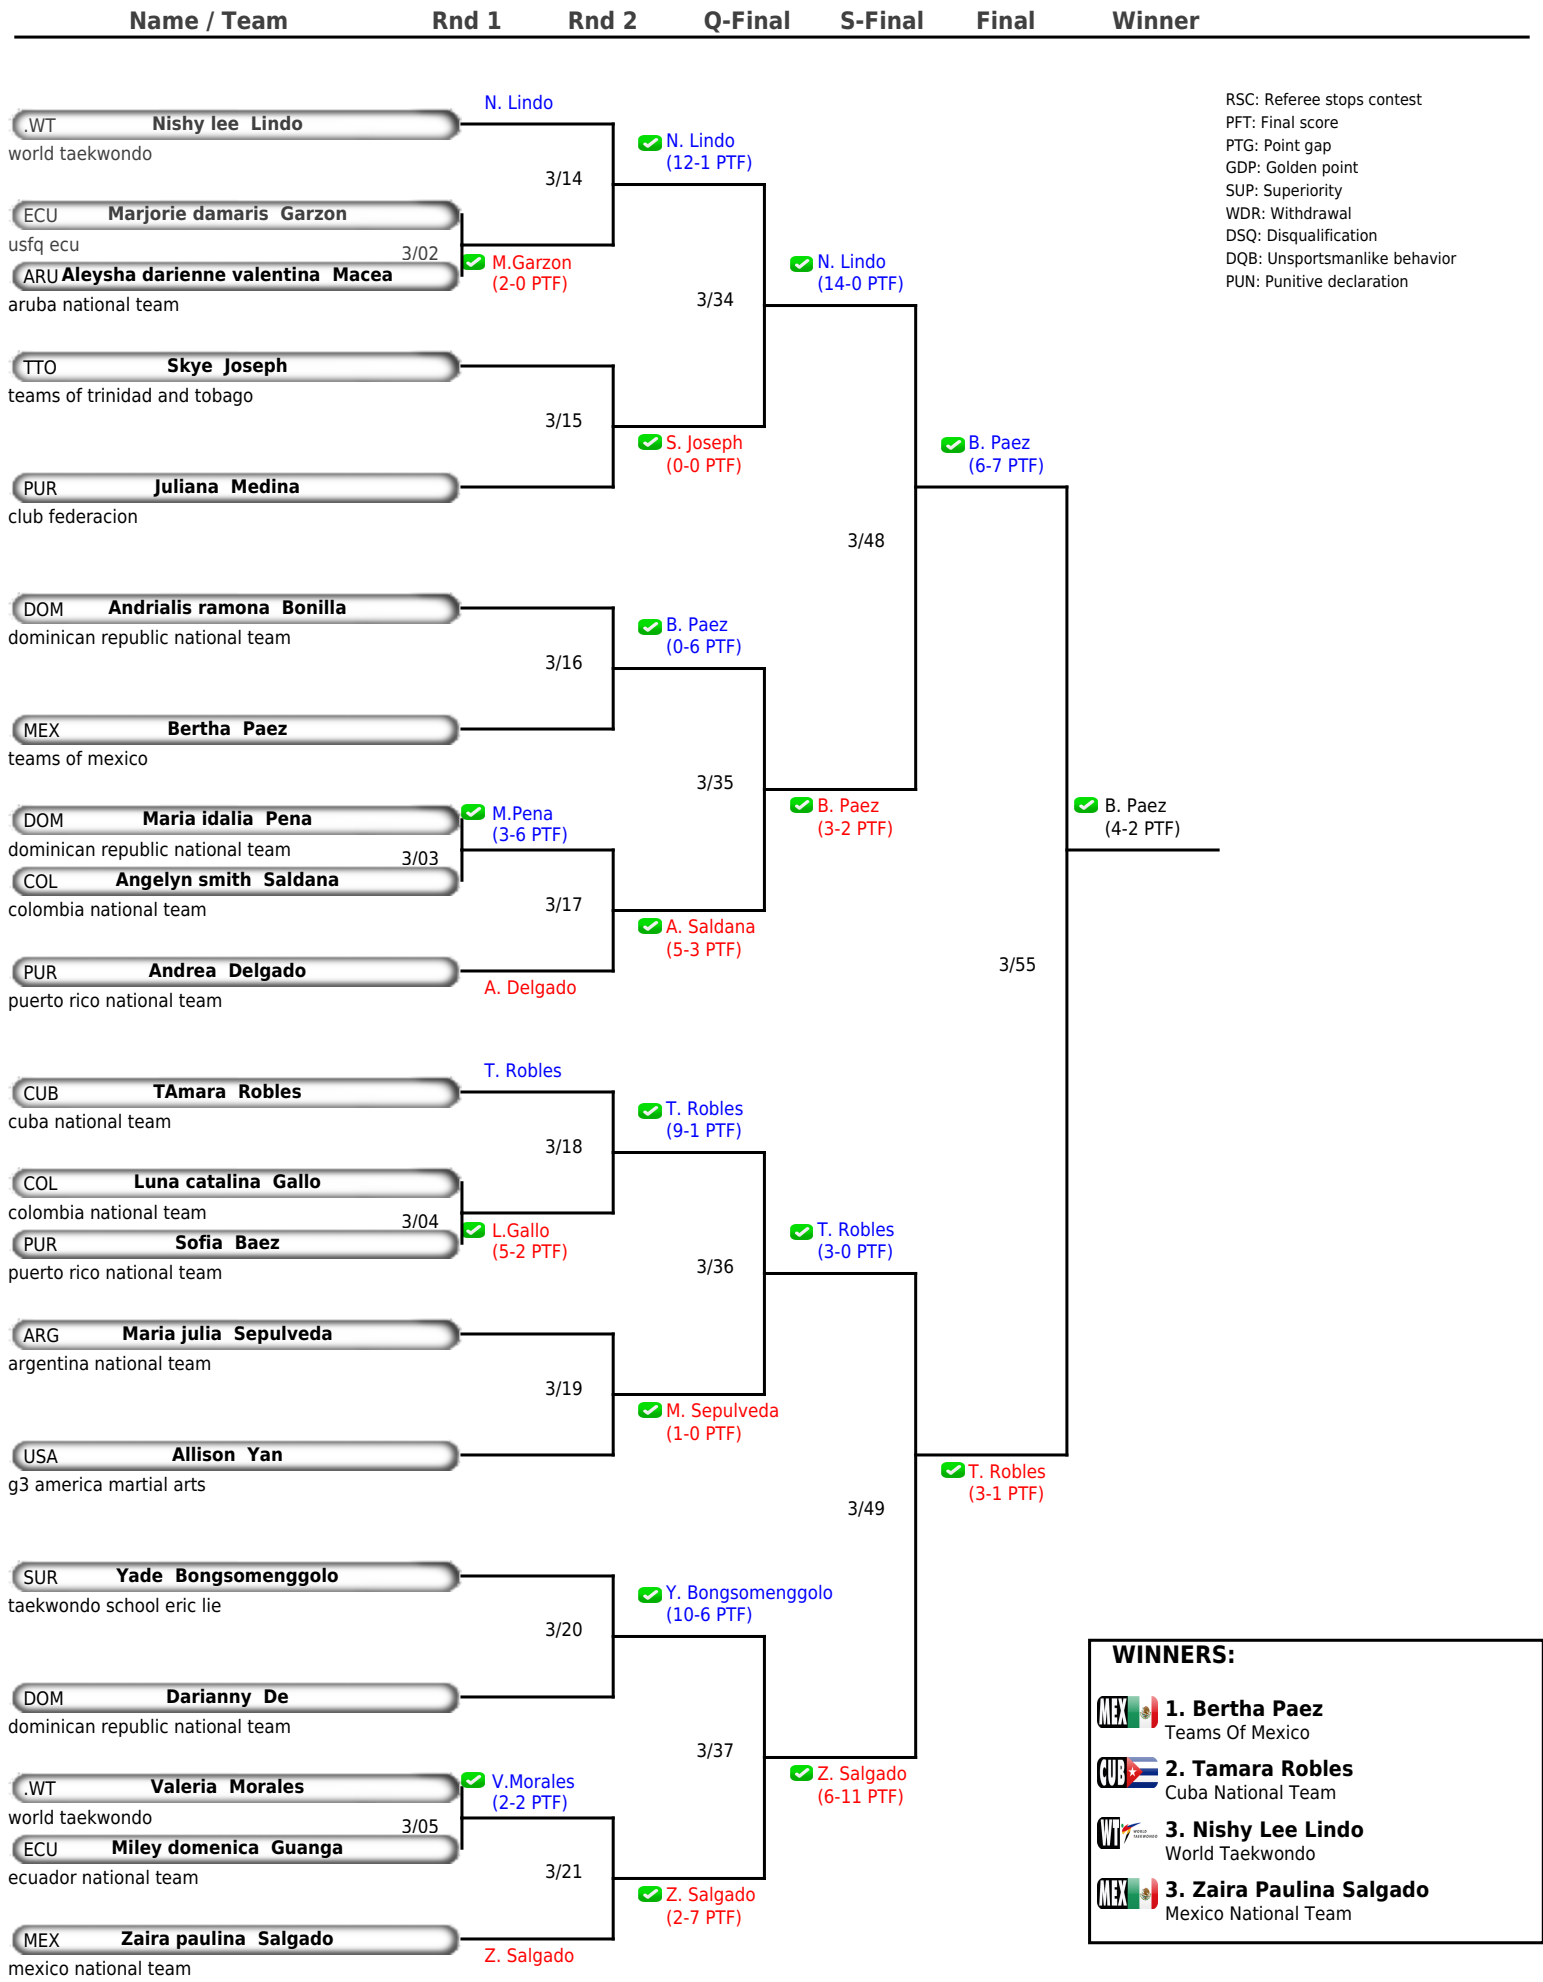 Name / Team Rnd 1 Rnd 2 Q-Final S-Final Final Winner
RSC: Referee stops contest
PFT: Final score
PTG: Point gap
GDP: Golden point
SUP: Superiority
WDR: Withdrawal
DSQ: Disqualification
DQB: Unsportsmanlike behavior
PUN: Punitive declaration
N. Lindo
.WT Nishy lee Lindo
world taekwondo
N. Lindo
(12-1 PTF)
3/14
ECU Marjorie damaris Garzon
usfq ecu
3/02
M.Garzon
(2-0 PTF)
ARU Aleysha darienne valentina Macea
aruba national team
N. Lindo
(14-0 PTF)
3/34
TTO Skye Joseph
teams of trinidad and tobago
3/15
S. Joseph
(0-0 PTF)
B. Paez
(6-7 PTF)
PUR Juliana Medina
club federacion
3/48
DOM Andrialis ramona Bonilla
dominican republic national team
B. Paez
(0-6 PTF)
3/16
MEX Bertha Paez
teams of mexico
3/35
DOM Maria idalia Pena
dominican republic national team
M.Pena
(3-6 PTF)
B. Paez
(3-2 PTF)
B. Paez
(4-2 PTF)
3/03
COL Angelyn smith Saldana
colombia national team
3/17
A. Saldana
(5-3 PTF)
PUR Andrea Delgado
puerto rico national team
A. Delgado
3/55
T. Robles
CUB TAmara Robles
cuba national team
T. Robles
(9-1 PTF)
3/18
COL Luna catalina Gallo
colombia national team
3/04
L.Gallo
(5-2 PTF)
PUR Sofia Baez
puerto rico national team
T. Robles
(3-0 PTF)
3/36
ARG Maria julia Sepulveda
argentina national team
3/19
M. Sepulveda
(1-0 PTF)
USA Allison Yan
g3 america martial arts
T. Robles
(3-1 PTF)
3/49
SUR Yade Bongsomenggolo
taekwondo school eric lie
Y. Bongsomenggolo
(10-6 PTF)
3/20
DOM Darianny De
dominican republic national team
3/37
.WT Valeria Morales
world taekwondo
V.Morales
(2-2 PTF)
Z. Salgado
(6-11 PTF)
3/05
ECU Miley domenica Guanga
ecuador national team
3/21
Z. Salgado
(2-7 PTF)
MEX Zaira paulina Salgado
mexico national team
Z. Salgado
WINNERS:
MEX 1. Bertha Paez
Teams Of Mexico
CUB 2. Tamara Robles
Cuba National Team
WT WORLD TAEKWONDO 3. Nishy Lee Lindo
World Taekwondo
MEX 3. Zaira Paulina Salgado
Mexico National Team